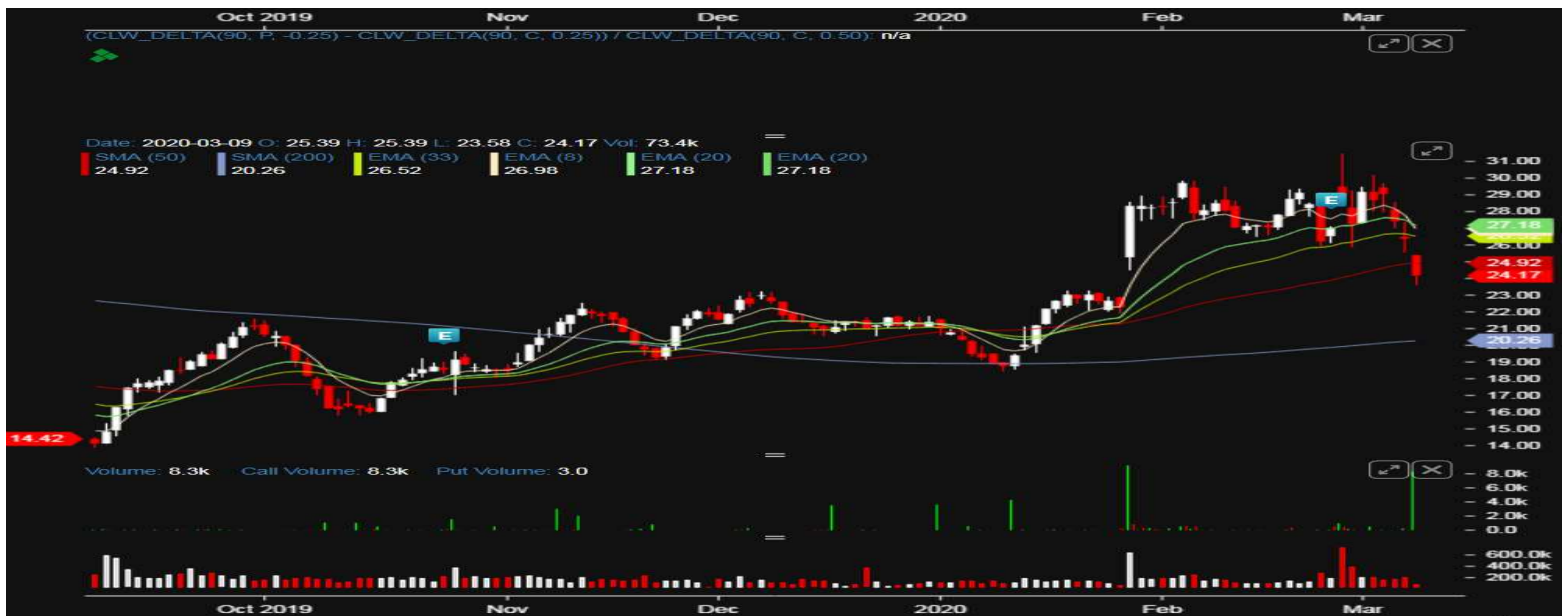 Oct 2019 Nov Dec 2020 Feb Mar
(CLW_DELTA(90, P, -0.25) - CLW_DELTA(90, C, 0.25)) / CLW_DELTA(90, C, 0.50): n/a
Date: 2020-03-09 O: 25.39 H: 25.39 L: 23.58 C: 24.17 Vol: 73.4k
SMA (50) SMA (200) EMA (33) EMA (8) EMA (20) EMA (20)
24.92 20.26 26.52 26.98 27.18 27.18
31.00
30.00
29.00
E
28.00
27.18
26.00
24.92
24.17
23.00
22.00
21.00
E
20.26
19.00
18.00
17.00
16.00
15.00
14.42
14.00
Volume: 8.3k Call Volume: 8.3k Put Volume: 3.0
8.0k
6.0k
4.0k
2.0k
0.0
600.0k
400.0k
200.0k
Oct 2019 Nov Dec 2020 Feb Mar